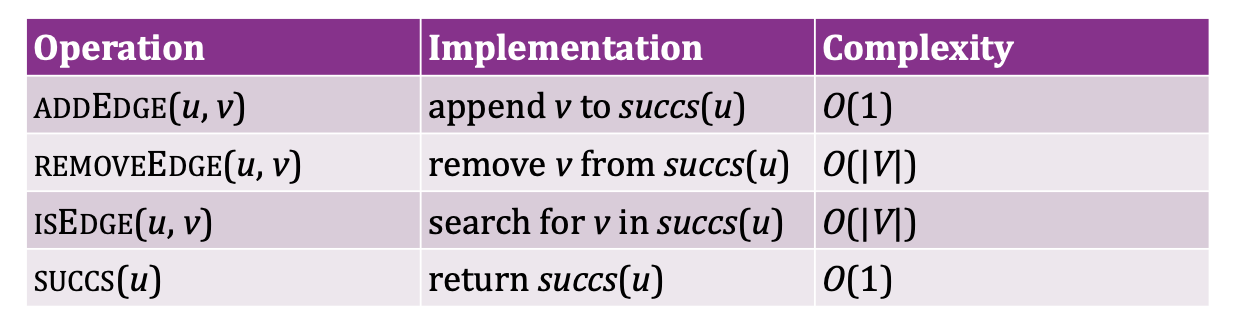 Operation Implementation Complexity
ADDEDGE(u, v) append v to succs(u) O(1)
REMOVEEDGE(u, v) remove v from succs(u) O(|V|)
ISEDGE(u, v) search for v in succs(u) O(|V|)
SUCCS(u) return succs(u) O(1)